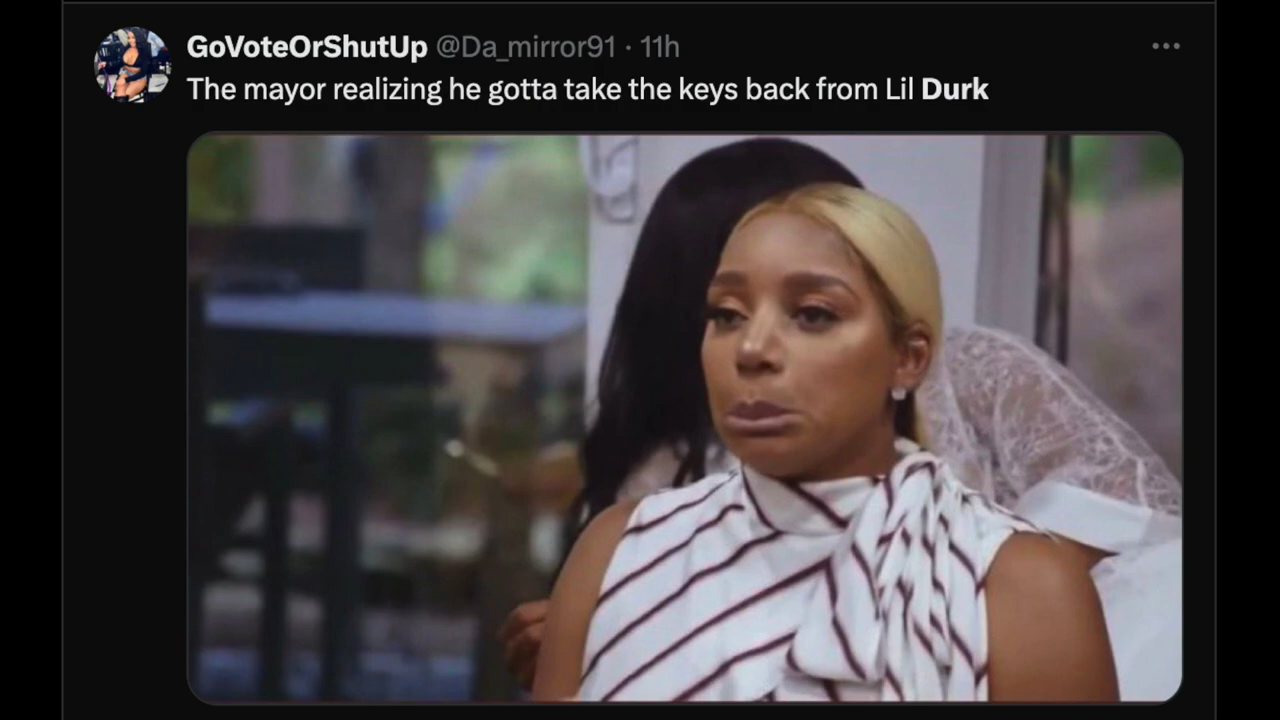 GoVoteOrShutUp @Da_mirror91 · 11h
The mayor realizing he gotta take the keys back from Lil Durk